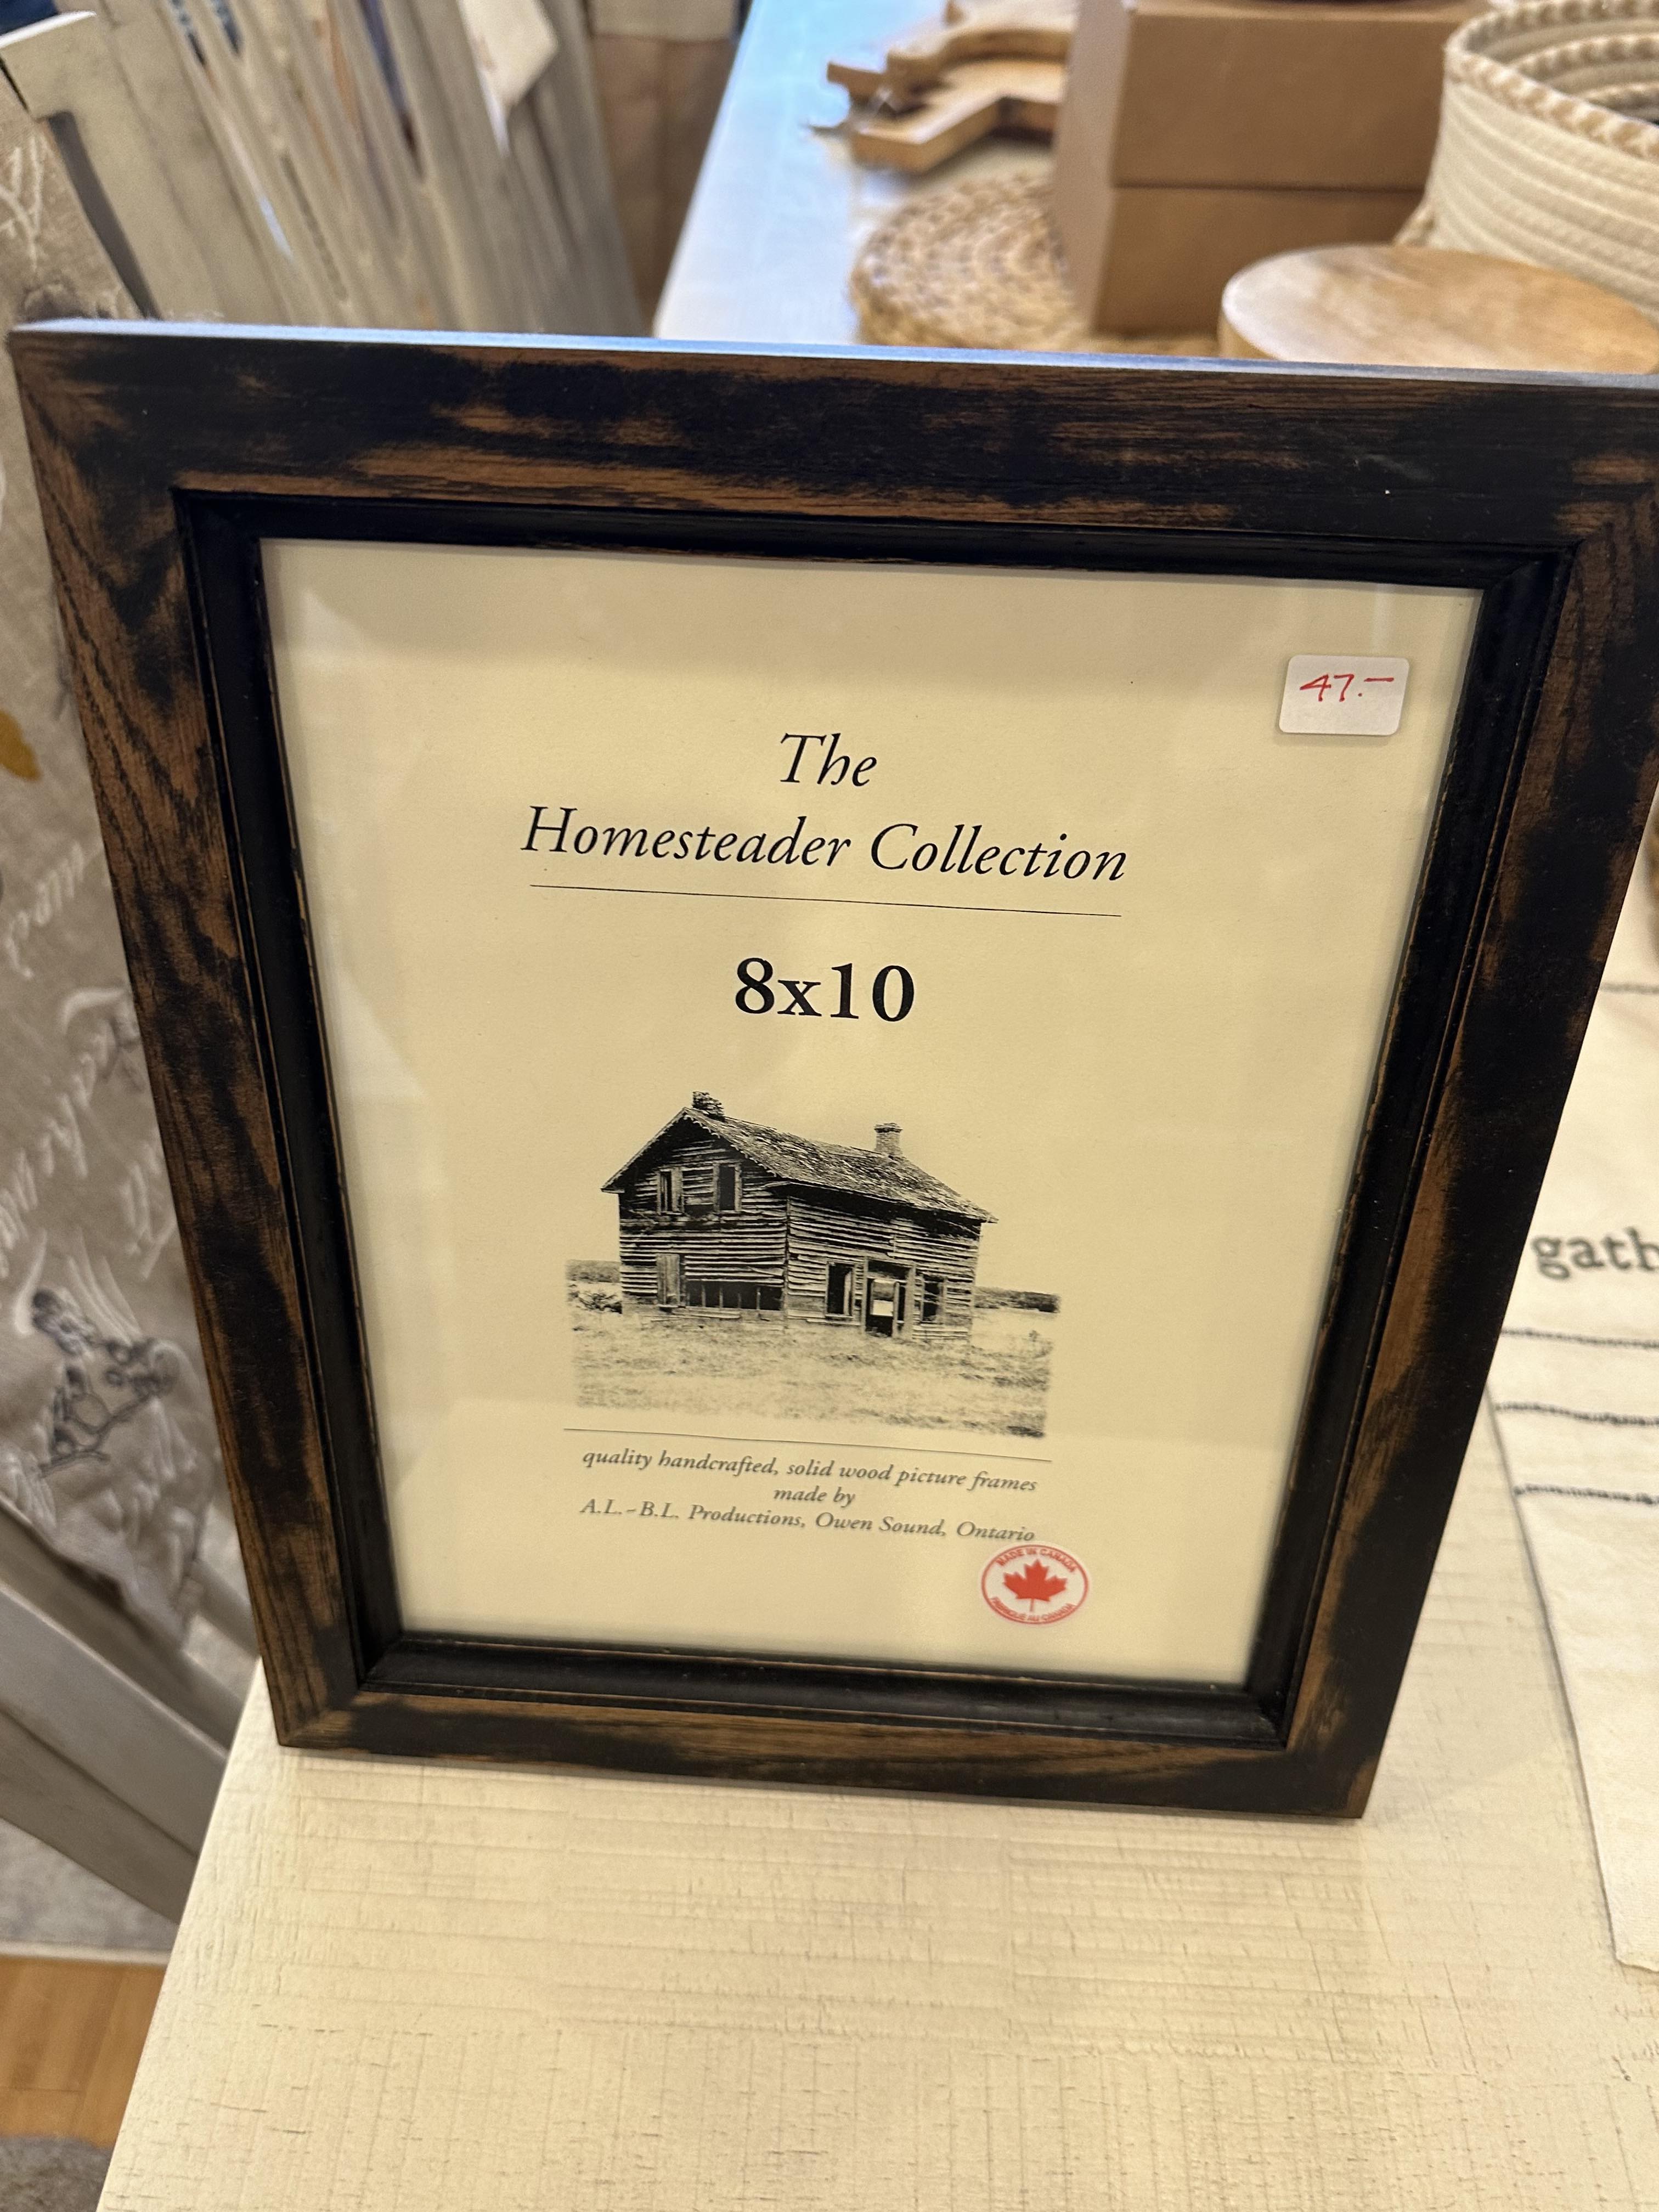 47.–
The
Homesteader Collection
8x10
quality handcrafted, solid wood picture frames
made by
A.L.–B.L. Productions, Owen Sound, Ontario
MADE IN CANADA
FABRIQUÉ AU CANADA
gath